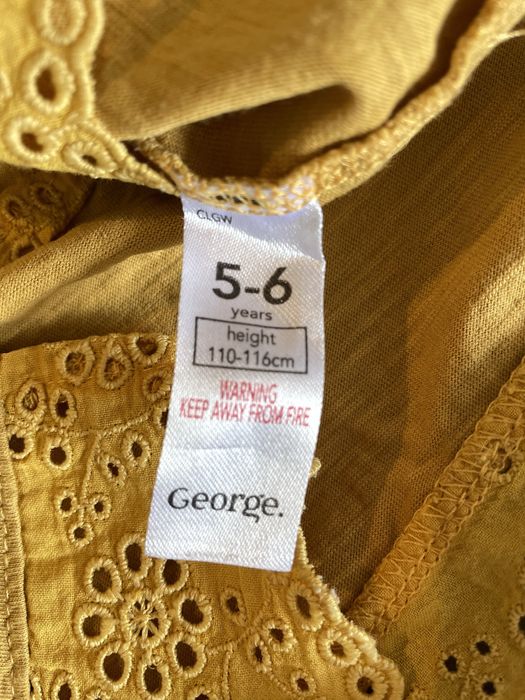 CLGW
5-6
years
height
110-116cm
WARNING
KEEP AWAY FROM FIRE
George.